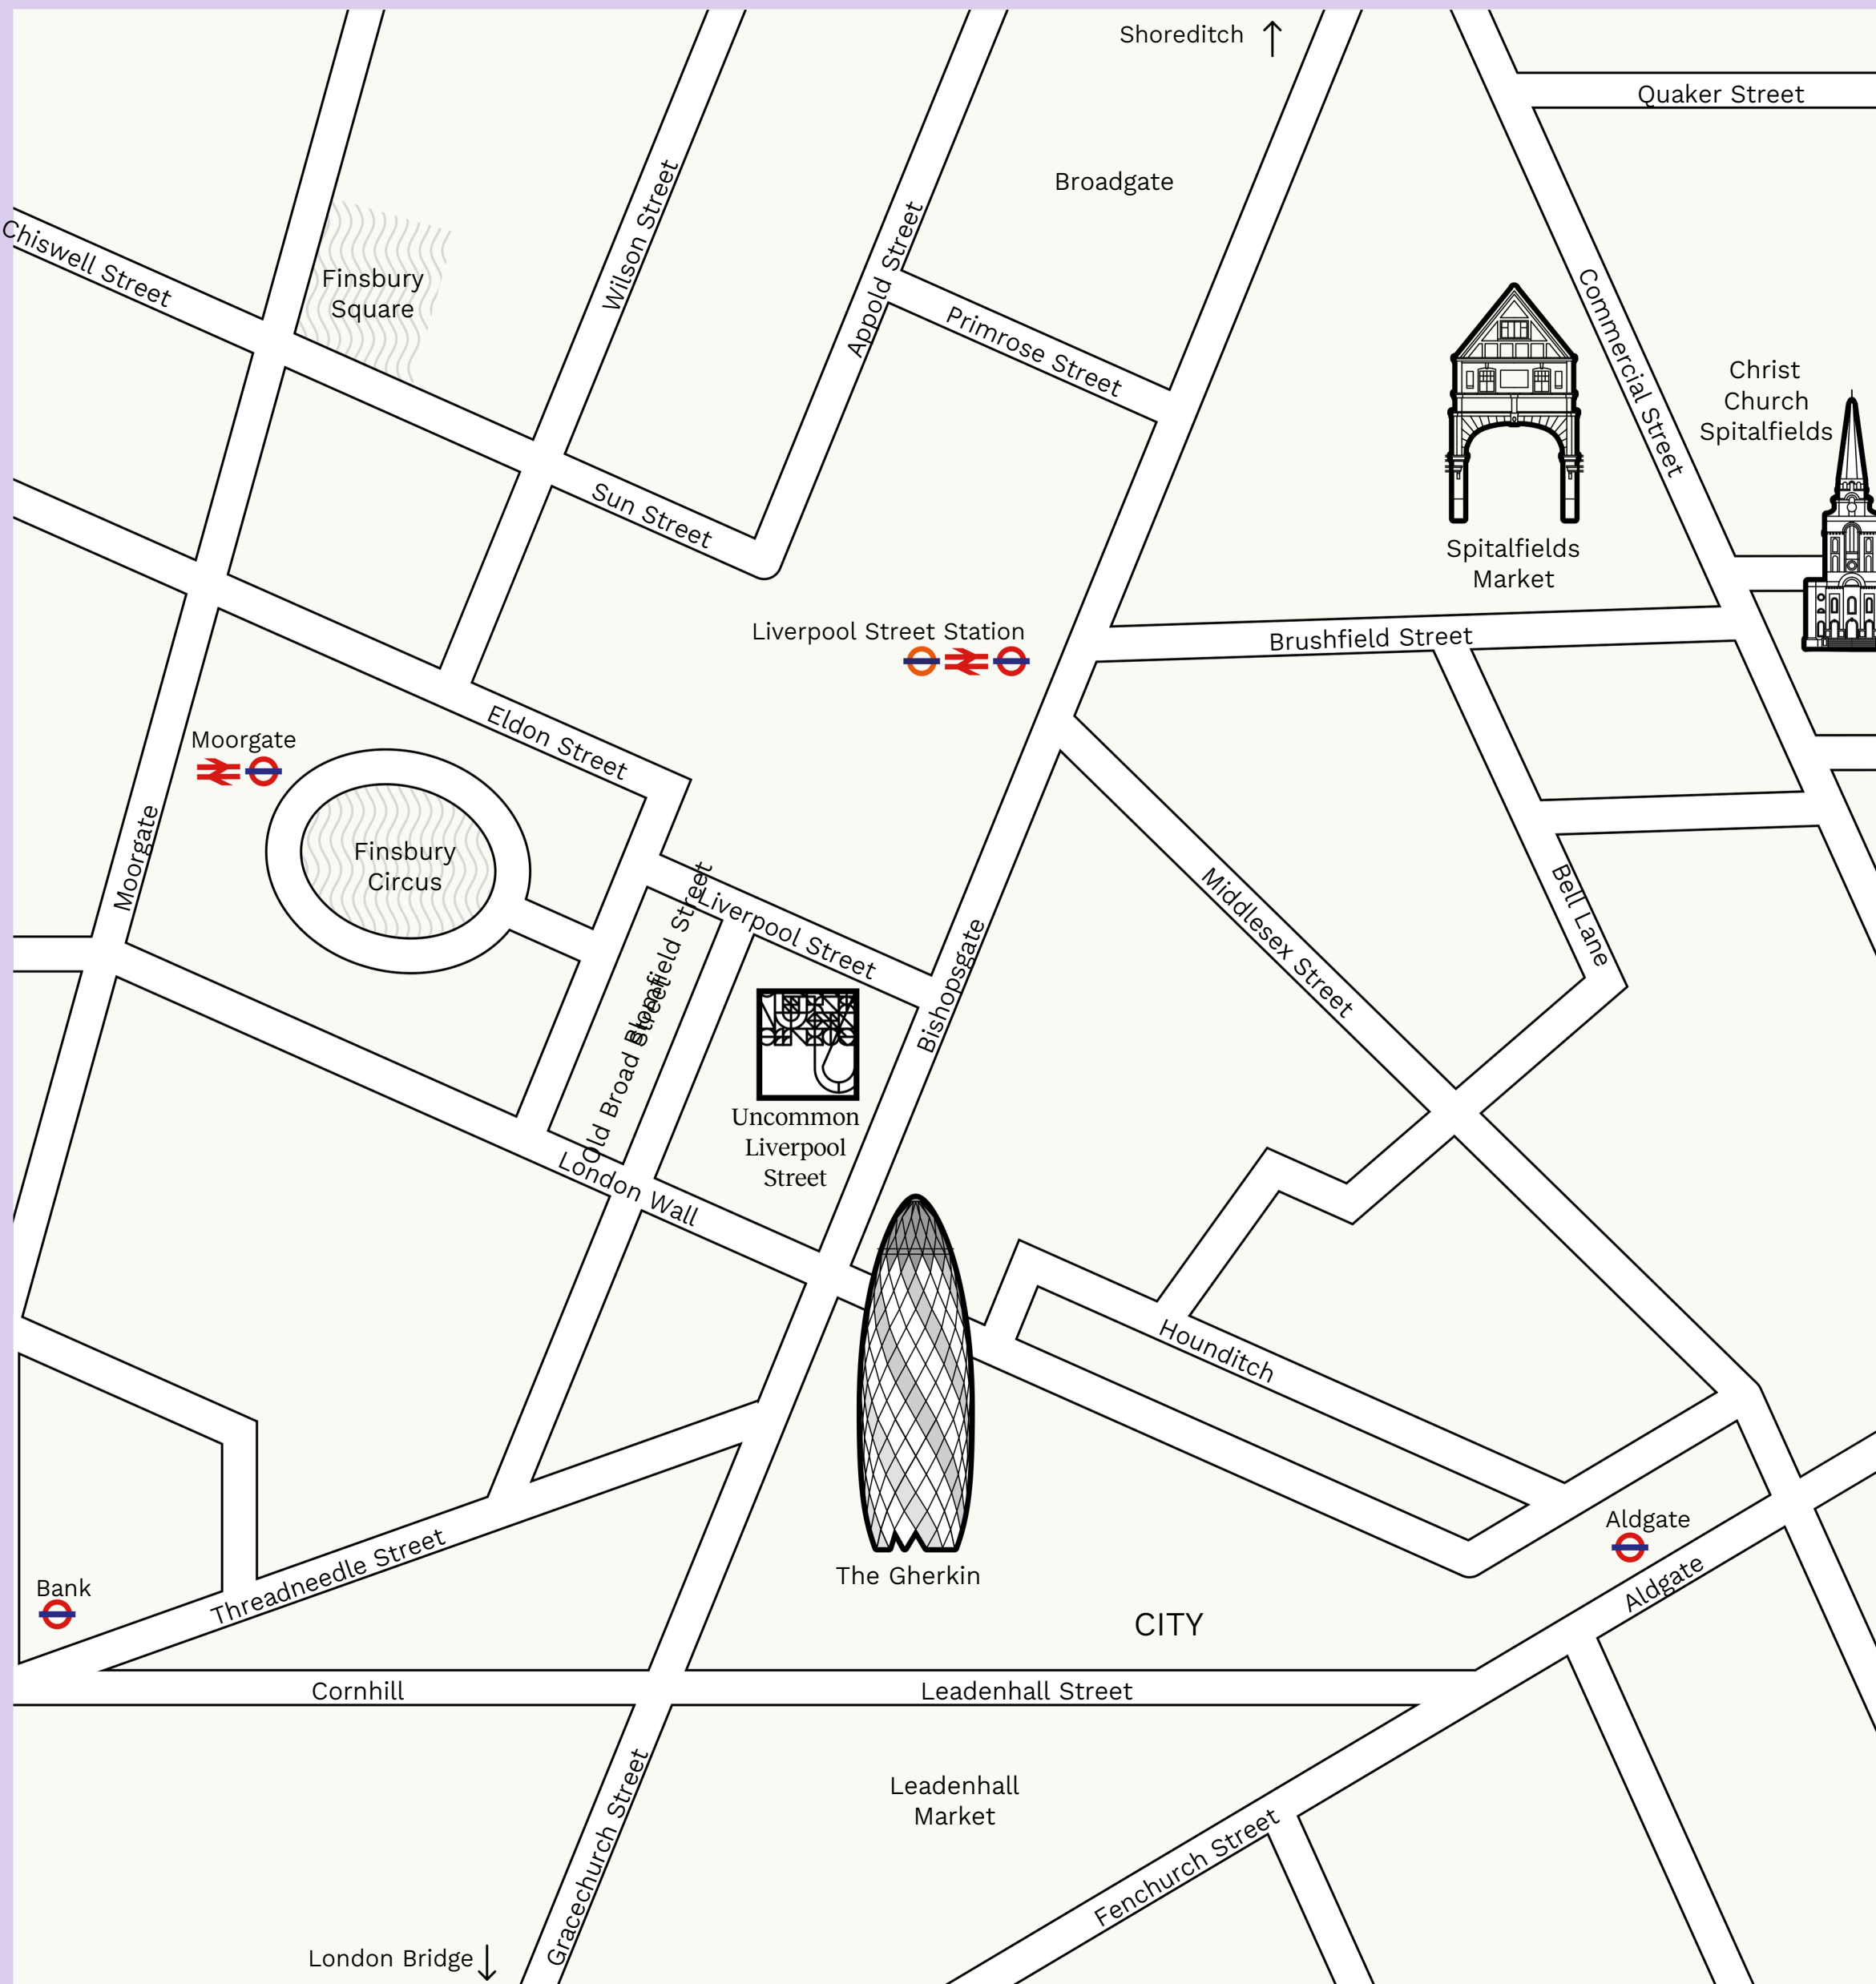 Shoreditch
Quaker Street
Broadgate
Wilson Street
Appold Street
Chiswell Street
Finsbury
Square
Primrose Street
Commercial Street
Christ
Church
Spitalfields
Sun Street
Spitalfields
Market
Liverpool Street Station
Brushfield Street
Eldon Street
Moorgate
Moorgate
Finsbury
Circus
Blomfield Street
Liverpool Street
Bell Lane
Middlesex Street
Bishopsgate
Old Broad Street
Uncommon
Liverpool
Street
London Wall
Hounditch
Aldgate
Threadneedle Street
The Gherkin
Bank
Aldgate
CITY
Cornhill
Leadenhall Street
Gracechurch Street
Leadenhall
Market
Fenchurch Street
London Bridge